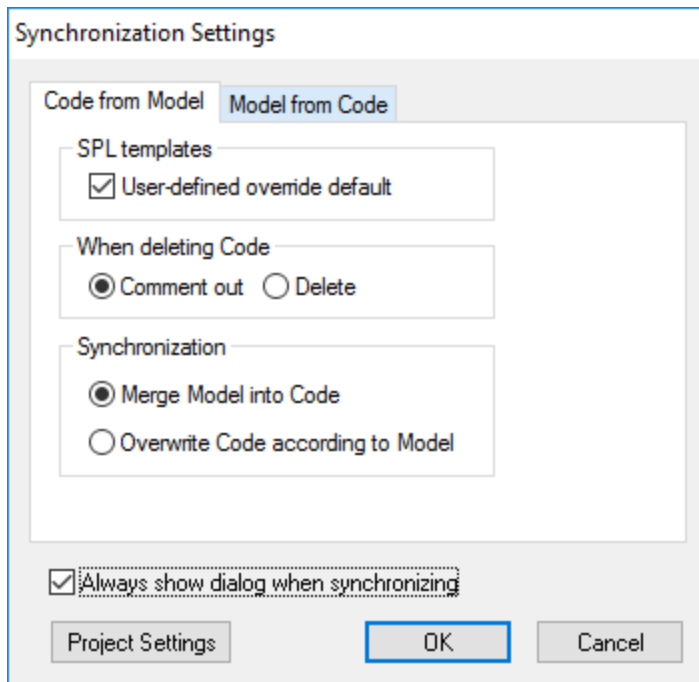 Synchronization Settings
Code from Model
Model from Code
SPL templates
User-defined override default
When deleting Code
Comment out
Delete
Synchronization
Merge Model into Code
Overwrite Code according to Model
Always show dialog when synchronizing
Project Settings
OK
Cancel